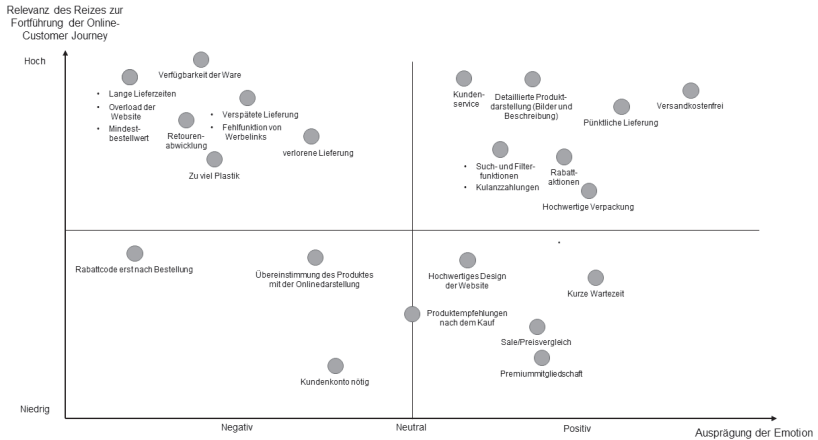 Relevanz des Reizes zur
Fortführung der Online-
Customer Journey
Hoch
Verfügbarkeit der Ware
• Lange Lieferzeiten
• Overload der
Website
• Mindest-
bestellwert
• Verspätete Lieferung
• Fehlfunktion von
Werbelinks
Retouren-
abwicklung
verlorene Lieferung
Zu viel Plastik
Kunden-
service
Detaillierte Produkt-
darstellung (Bilder und
Beschreibung)
Pünktliche Lieferung
Versandkostenfrei
• Such- und Filter-
funktionen
• Kulanzzahlungen
Rabatt-
aktionen
Hochwertige Verpackung
Rabattcode erst nach Bestellung
Übereinstimmung des Produktes
mit der Onlinedarstellung
Hochwertiges Design
der Website
Kurze Wartezeit
Produktempfehlungen
nach dem Kauf
Sale/Preisvergleich
Kundenkonto nötig
Premiummitgliedschaft
Niedrig
Negativ
Neutral
Positiv
Ausprägung der Emotion